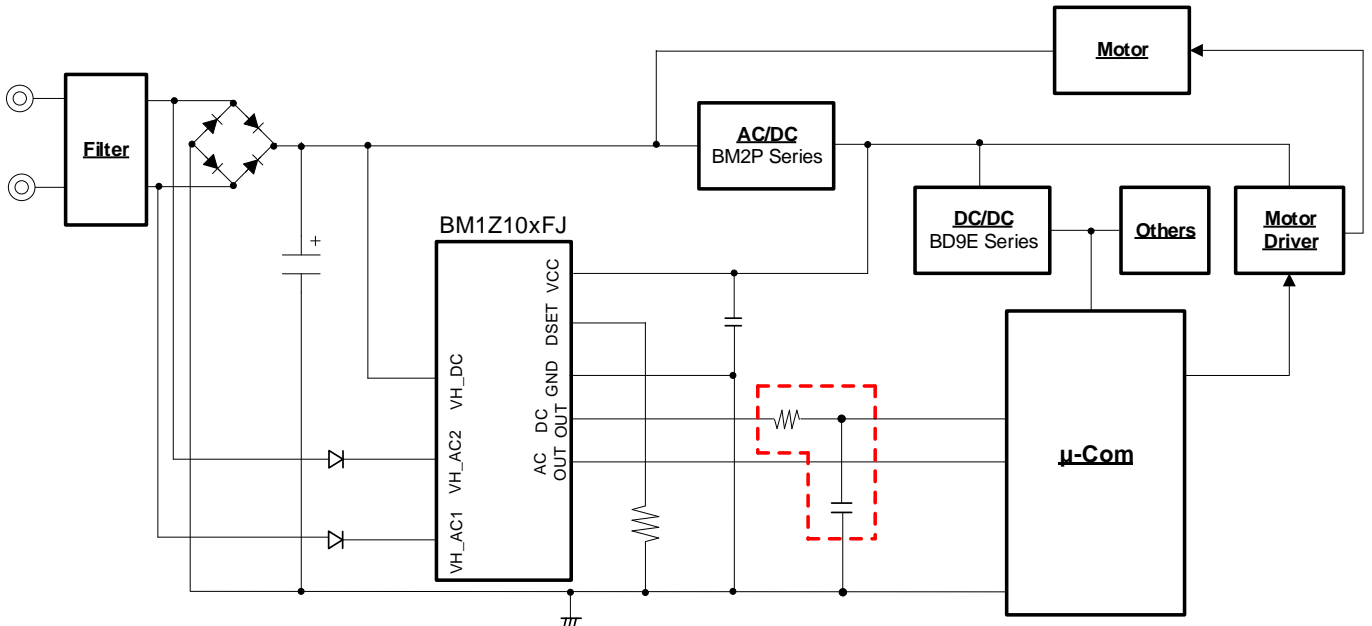 Motor
Filter
AC/DC
BM2P Series
BM1Z10xFJ
DC/DC
BD9E Series
Others
Motor
Driver
VCC
DSET
GND
DC
OUT
AC
OUT
VH_DC
VH_AC2
VH_AC1
+
µ-Com